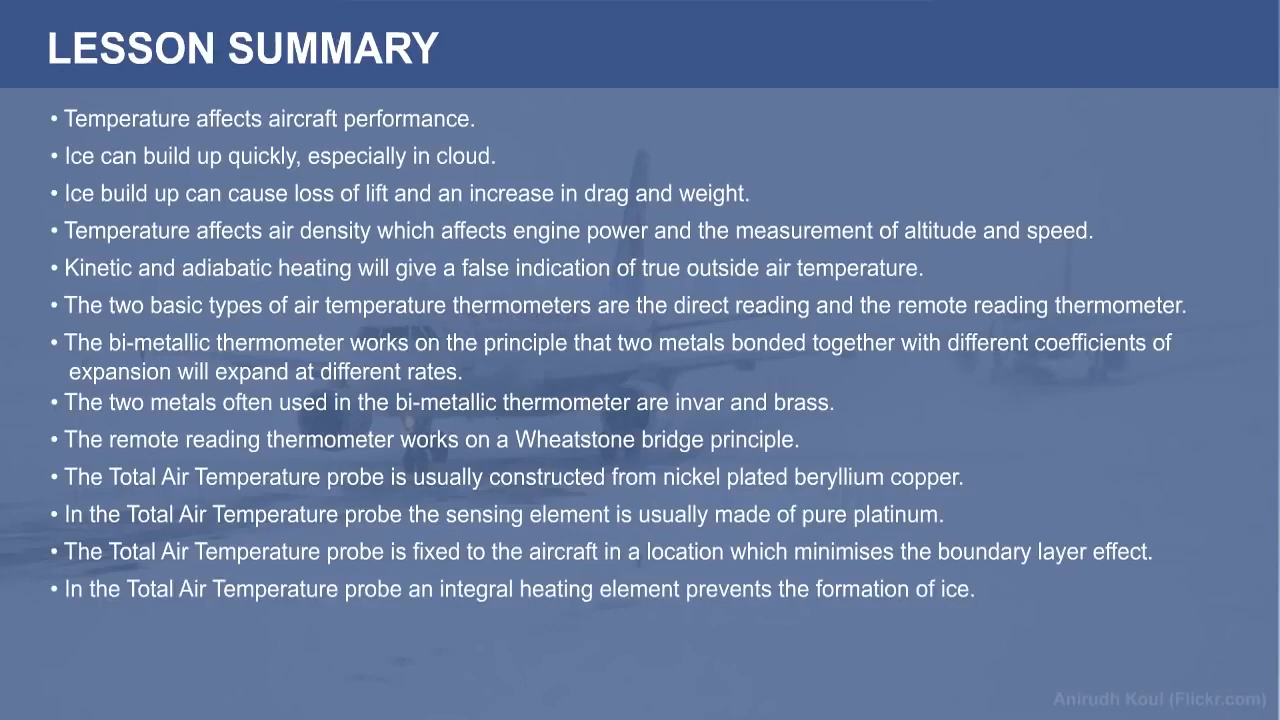 LESSON SUMMARY
• Temperature affects aircraft performance.
• Ice can build up quickly, especially in cloud.
• Ice build up can cause loss of lift and an increase in drag and weight.
• Temperature affects air density which affects engine power and the measurement of altitude and speed.
• Kinetic and adiabatic heating will give a false indication of true outside air temperature.
• The two basic types of air temperature thermometers are the direct reading and the remote reading thermometer.
• The bi-metallic thermometer works on the principle that two metals bonded together with different coefficients of
expansion will expand at different rates.
• The two metals often used in the bi-metallic thermometer are invar and brass.
• The remote reading thermometer works on a Wheatstone bridge principle.
• The Total Air Temperature probe is usually constructed from nickel plated beryllium copper.
• In the Total Air Temperature probe the sensing element is usually made of pure platinum.
• The Total Air Temperature probe is fixed to the aircraft in a location which minimises the boundary layer effect.
• In the Total Air Temperature probe an integral heating element prevents the formation of ice.
Anirudh Koul (Flickr.com)